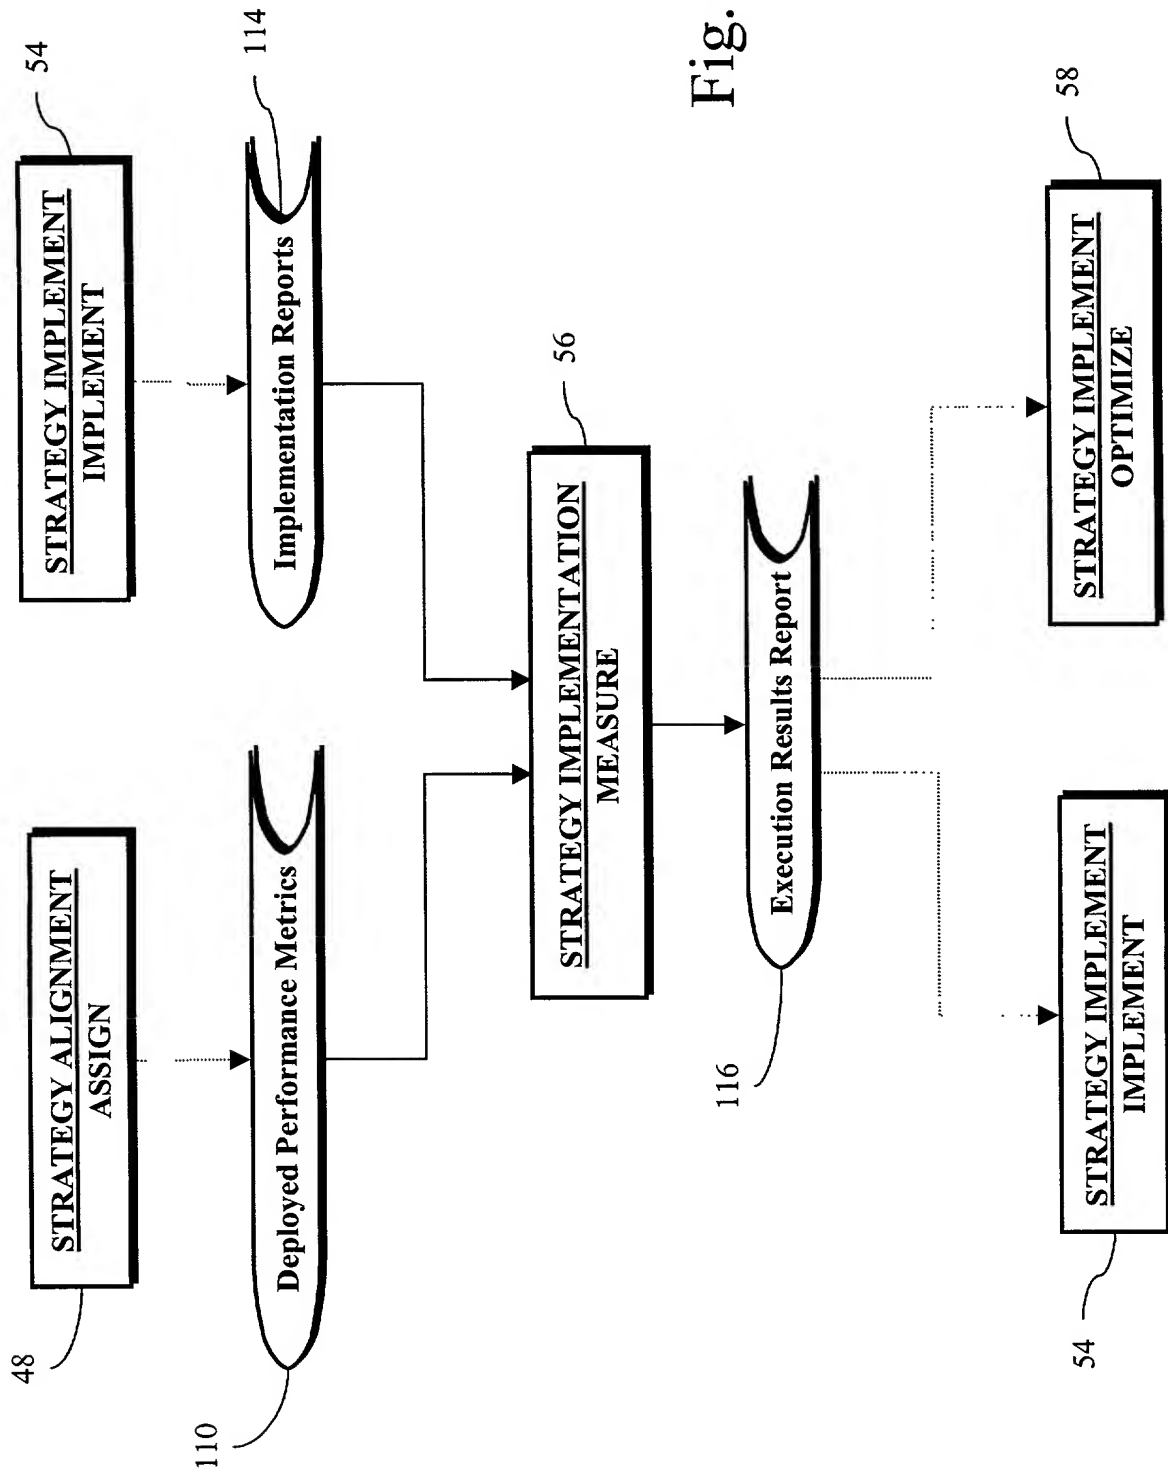 48
STRATEGY ALIGNMENT
ASSIGN
54
STRATEGY IMPLEMENT
IMPLEMENT
110
Deployed Performance Metrics
114
Implementation Reports
56
STRATEGY IMPLEMENTATION
MEASURE
116
Execution Results Report
54
STRATEGY IMPLEMENT
IMPLEMENT
58
STRATEGY IMPLEMENT
OPTIMIZE
Fig.